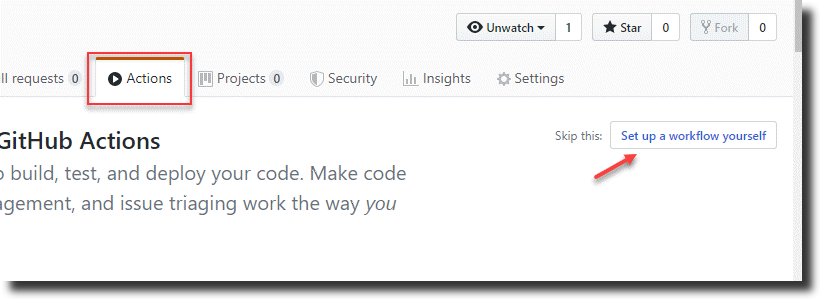 Unwatch 1 Star 0 Fork 0
ll requests 0 Actions Projects 0 Security Insights Settings
GitHub Actions
Skip this: Set up a workflow yourself
o build, test, and deploy your code. Make code
agement, and issue triaging work the way you